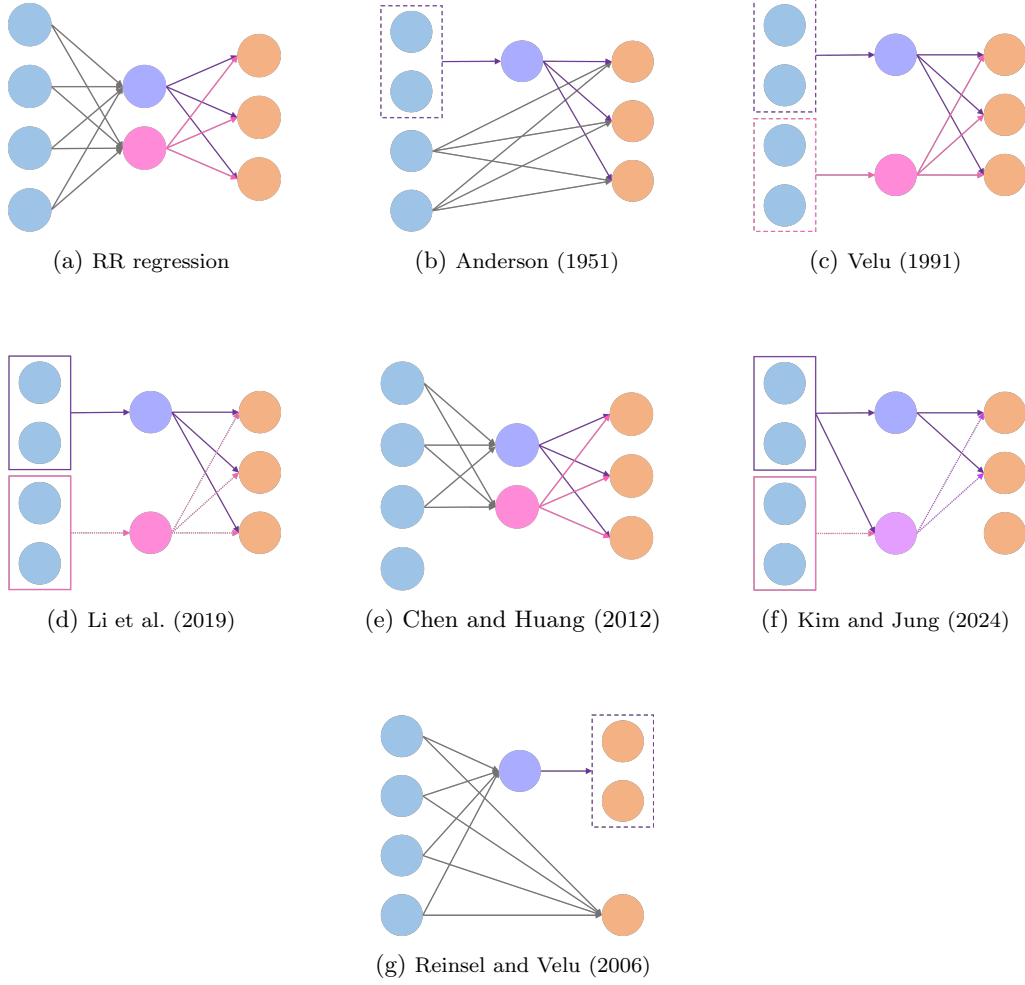 (a) RR regression
(b) Anderson (1951)
(c) Velu (1991)
(d) Li et al. (2019)
(e) Chen and Huang (2012)
(f) Kim and Jung (2024)
(g) Reinsel and Velu (2006)